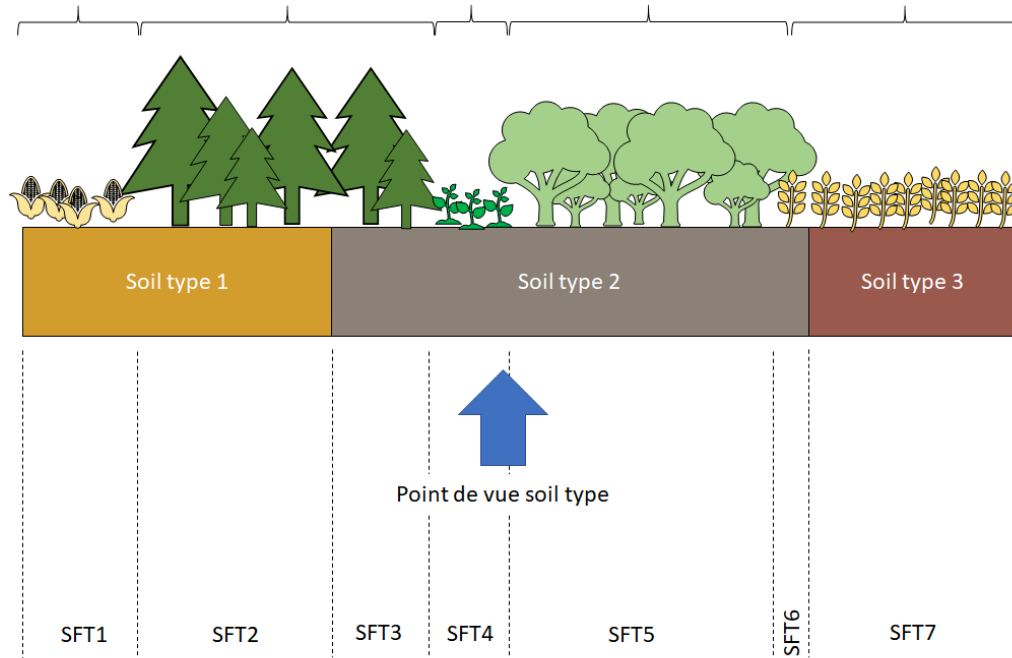 Soil type 1
Soil type 2
Soil type 3
Point de vue soil type
SFT1
SFT2
SFT3
SFT4
SFT5
SFT6
SFT7